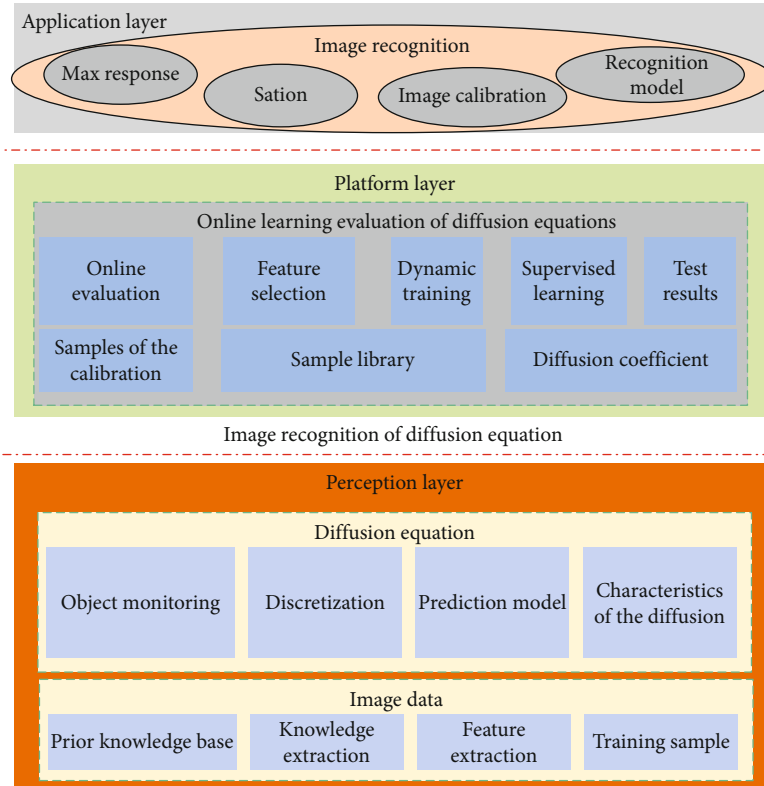 Application layer
Image recognition
Max response
Sation
Image calibration
Recognition
model
Platform layer
Online learning evaluation of diffusion equations
Online
evaluation
Feature
selection
Dynamic
training
Supervised
learning
Test
results
Samples of the
calibration
Sample library
Diffusion coefficient
Image recognition of diffusion equation
Perception layer
Diffusion equation
Object monitoring
Discretization
Prediction model
Characteristics
of the diffusion
Image data
Prior knowledge base
Knowledge
extraction
Feature
extraction
Training sample